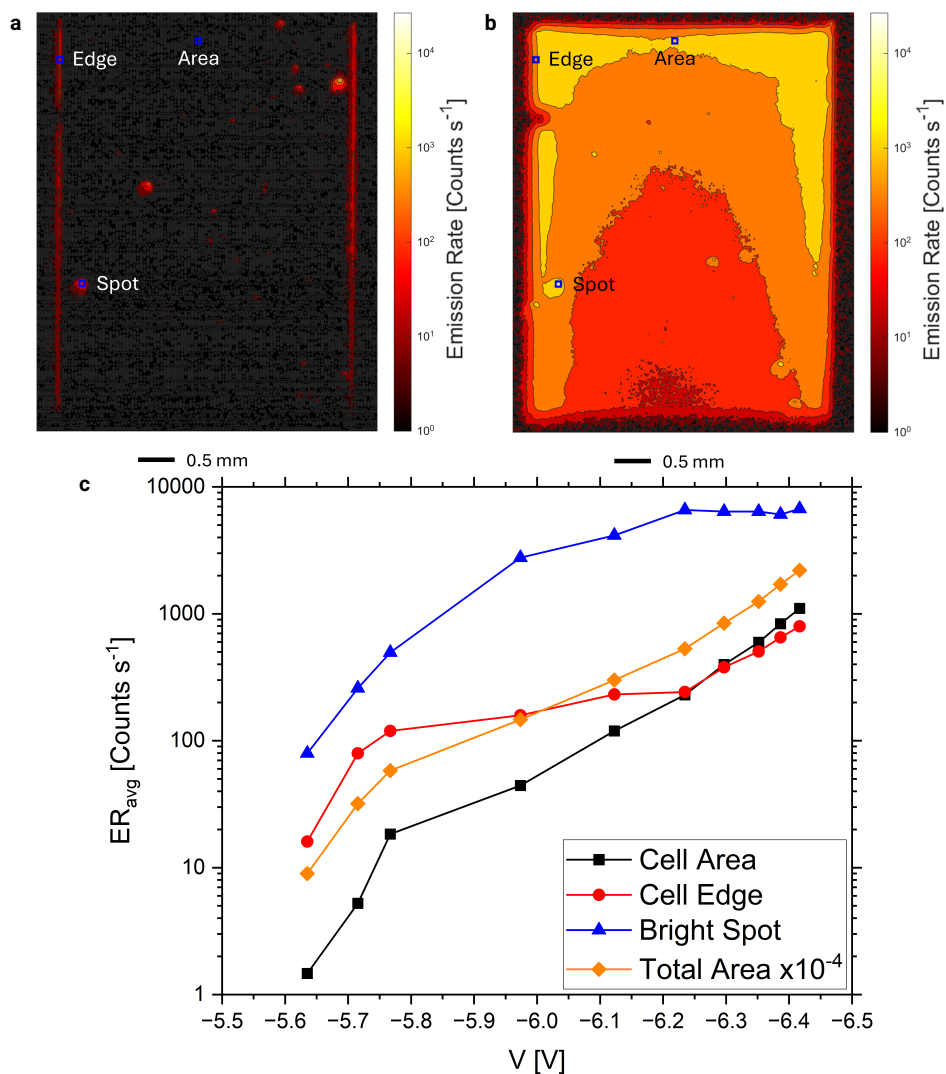 a
Edge
Area
Spot
10⁴
10³
10²
10¹
10⁰
Emission Rate [Counts s⁻¹]
0.5 mm
b
Edge
Area
Spot
10⁴
10³
10²
10¹
10⁰
Emission Rate [Counts s⁻¹]
0.5 mm
c
10000
1000
100
10
1
ERavg [Counts s⁻¹]
Cell Area
Cell Edge
Bright Spot
Total Area x10⁻⁴
−5.5 −5.6 −5.7 −5.8 −5.9 −6.0 −6.1 −6.2 −6.3 −6.4 −6.5
V [V]